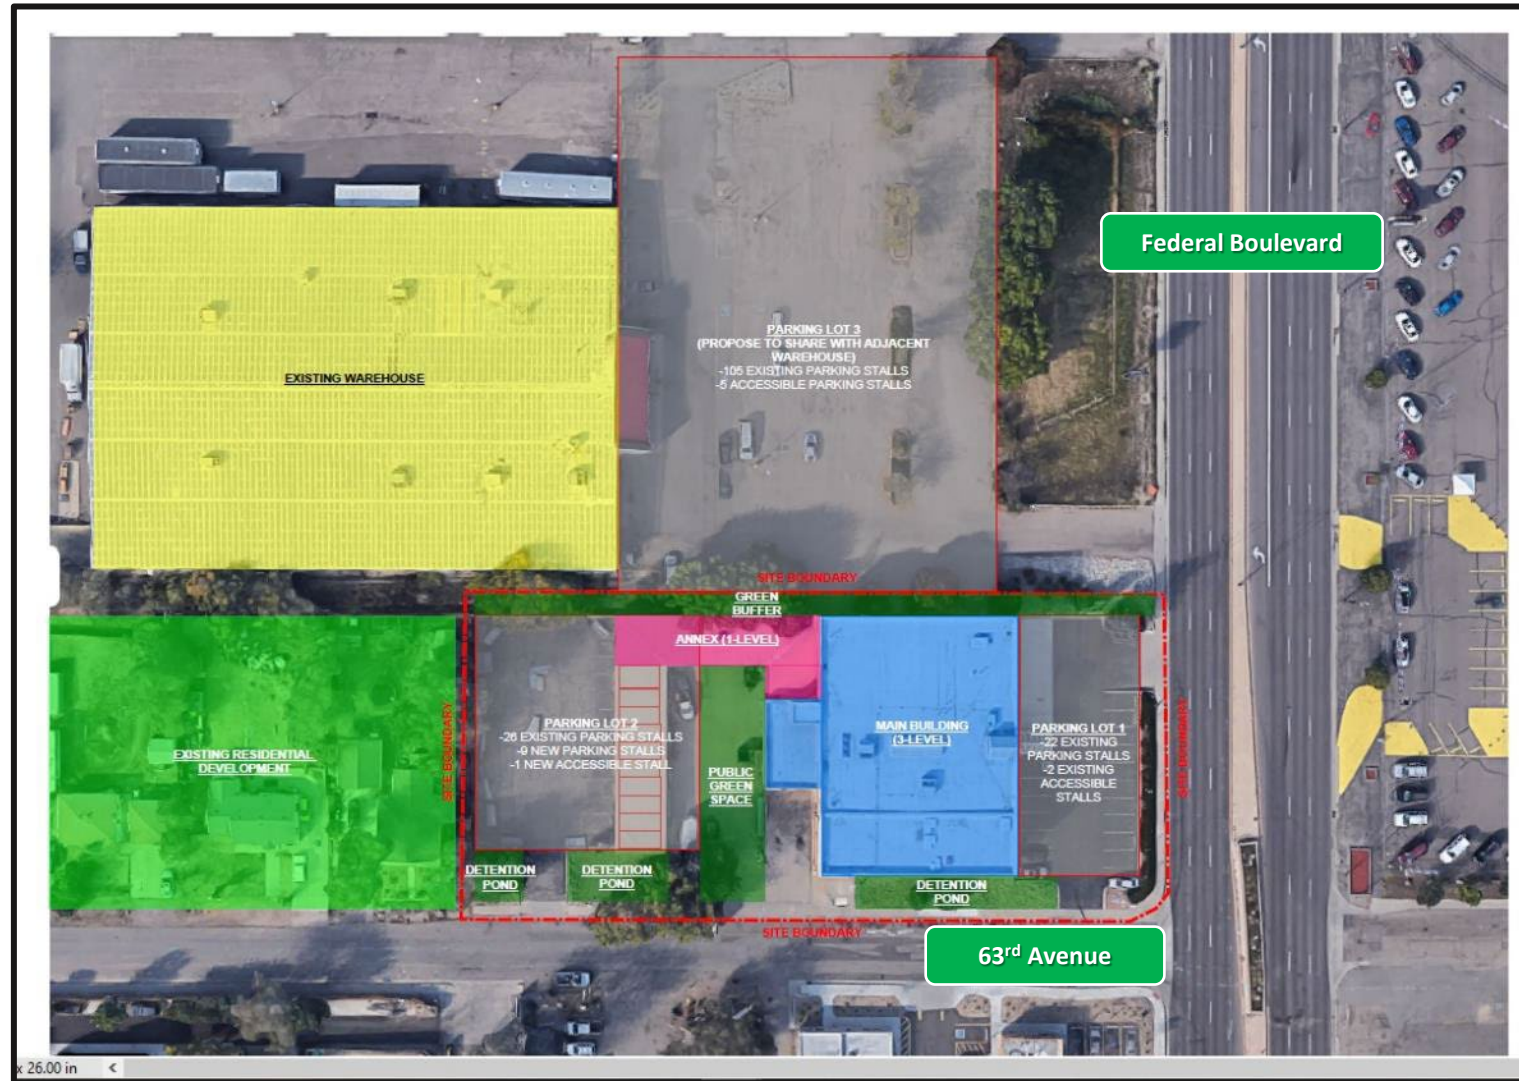 Federal Boulevard
PARKING LOT 3
(PROPOSE TO SHARE WITH ADJACENT
WAREHOUSE)
-105 EXISTING PARKING STALLS
-5 ACCESSIBLE PARKING STALLS
EXISTING WAREHOUSE
SITE BOUNDARY
GREEN
BUFFER
ANNEX (1-LEVEL)
PARKING LOT 2
-26 EXISTING PARKING STALLS
-9 NEW PARKING STALLS
-1 NEW ACCESSIBLE STALL
MAIN BUILDING
(3-LEVEL)
PARKING LOT 1
-22 EXISTING
PARKING STALLS
-2 EXISTING
ACCESSIBLE
STALLS
EXISTING RESIDENTIAL
DEVELOPMENT
SITE BOUNDARY
PUBLIC
GREEN
SPACE
SITE BOUNDARY
DETENTION
POND
DETENTION
POND
DETENTION
POND
SITE BOUNDARY
63rd Avenue
x 26.00 in